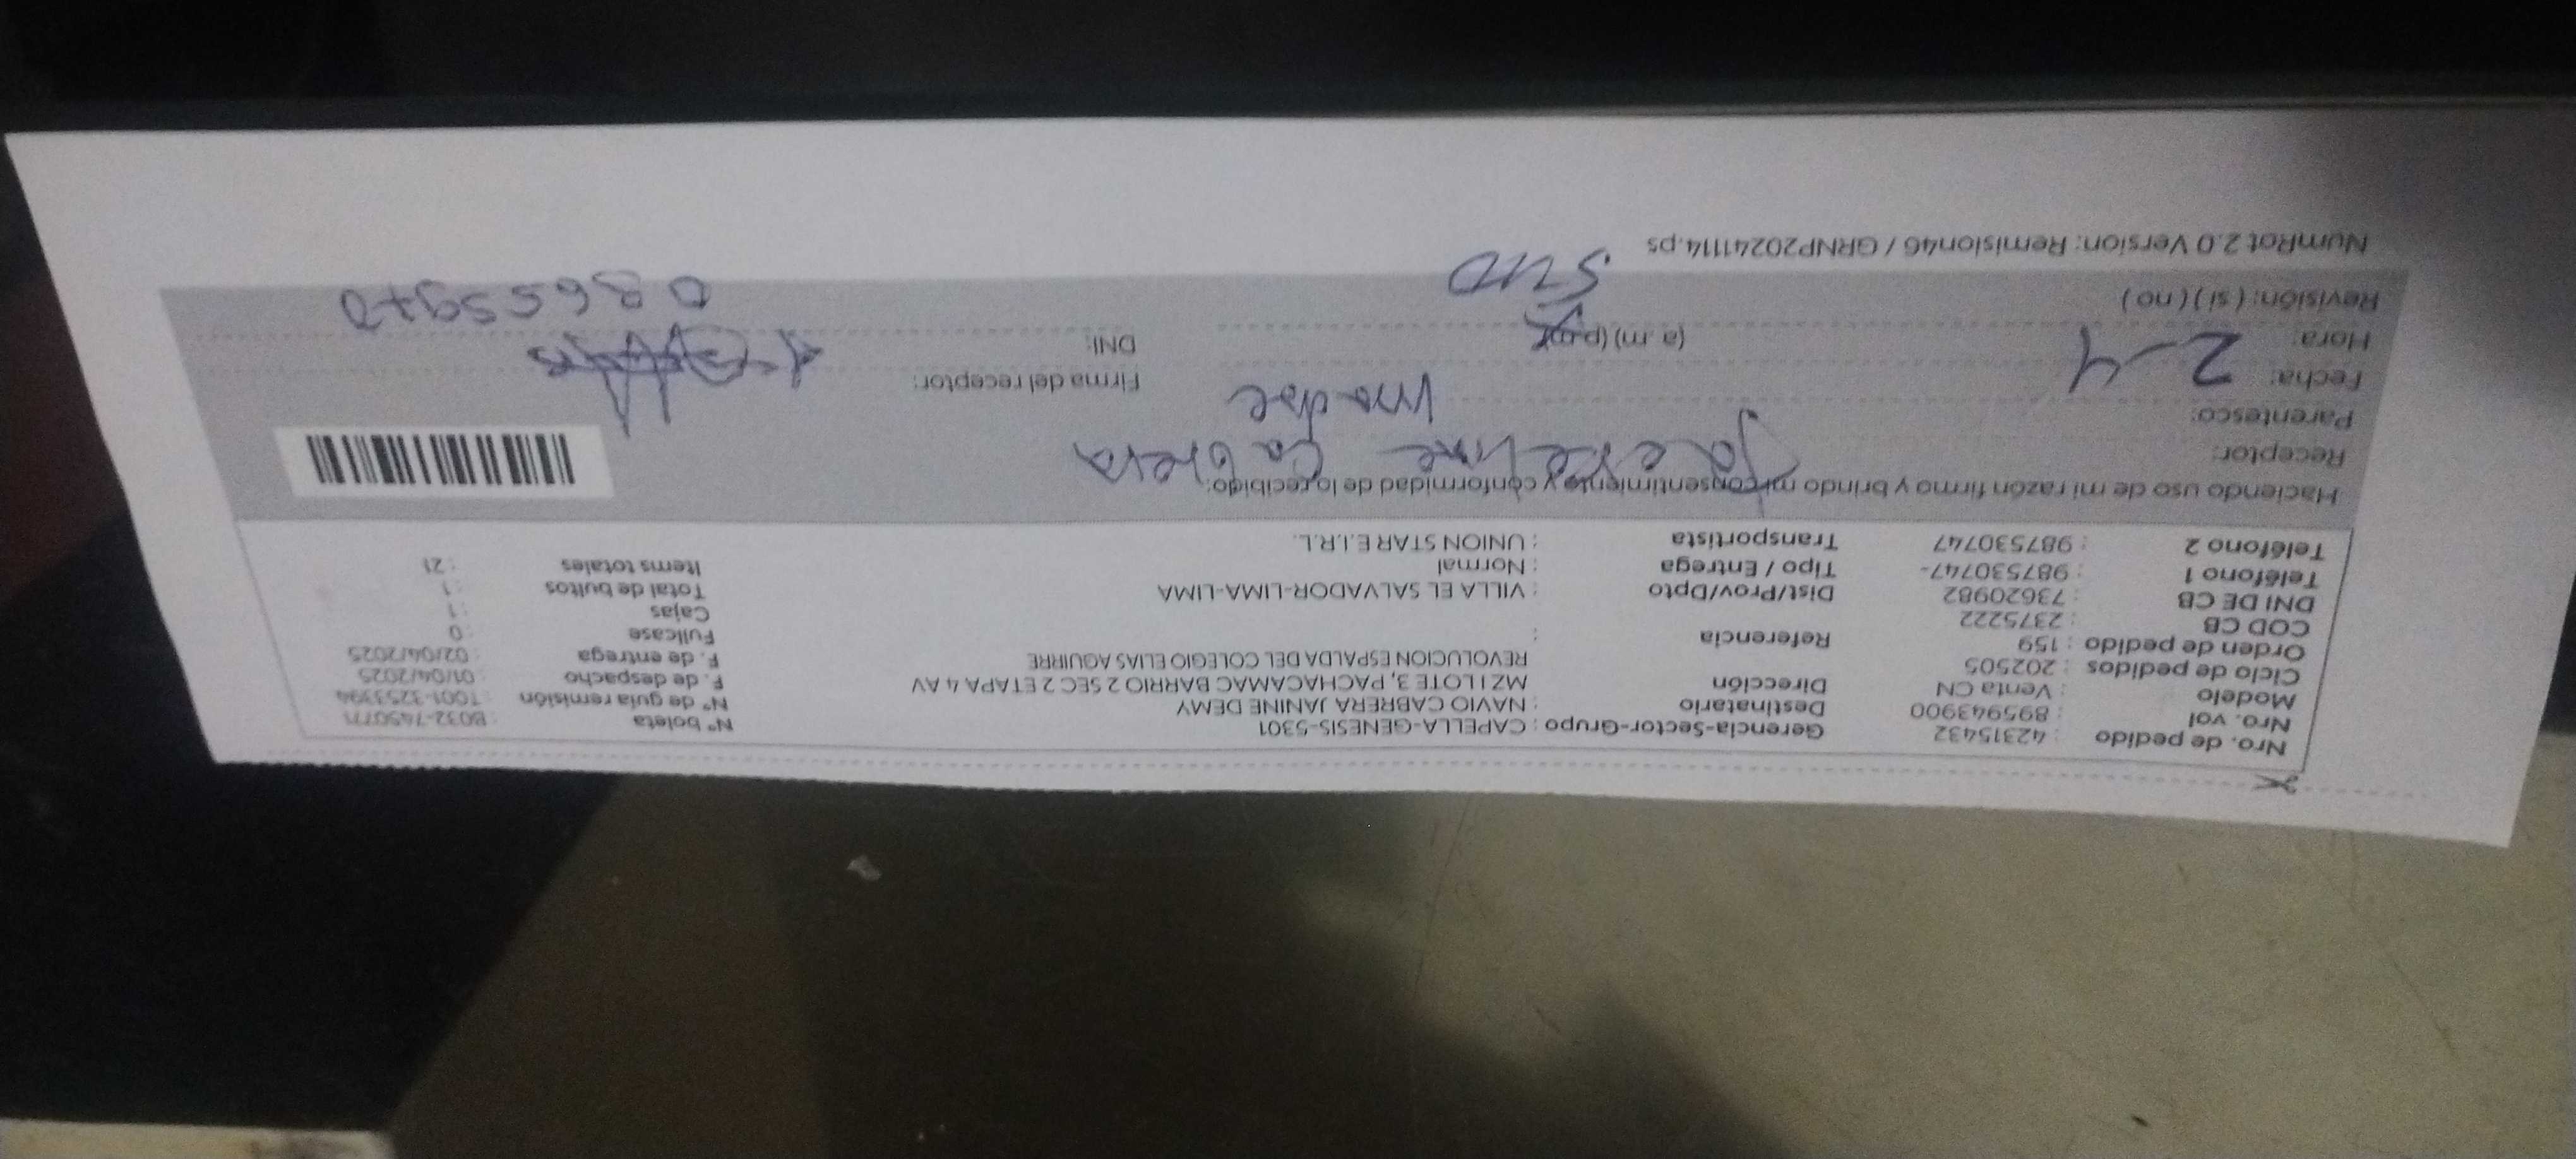 Nro. de pedido : 42315432 Gerencia-Sector-Grupo : CAPELLA-GENESIS-5301 N° boleta : B032-7450771
Nro. vol : 895943900 Destinatario NAVIO CABRERA JANINE DEMY N° de guía remisión : T001-3253394
Modelo : Venta CN Dirección MZ I LOTE 3, PACHACAMAC BARRIO 2 SEC 2 ETAPA 4 AV F. de despacho : 01/04/2025
Ciclo de pedidos : 202505 REVOLUCION ESPALDA DEL COLEGIO ELIAS AGUIRRE F. de entrega : 02/04/2025
Orden de pedido : 159 Referencia : Fullcase : 0
COD CB : 2375222 Cajas : 1
DNI DE CB : 73620982 Dist/Prov/Dpto : VILLA EL SALVADOR-LIMA-LIMA Total de bultos : 1
Teléfono 1 : 987530747- Tipo / Entrega : Normal Items totales : 21
Teléfono 2 : 987530747 Transportista : UNION STAR E.I.R.L.
Haciendo uso de mi razón firmo y brindo mi consentimiento y conformidad de lo recibido:
Receptor: Cabrera
Parentesco: madre
Fecha: 2-4 Firma del receptor:
Hora: (a.m) (p.m) DNI:
Revisión: ( si ) ( no )
NumRot 2.0 Version: Remision46 / GRNP20241114.ps